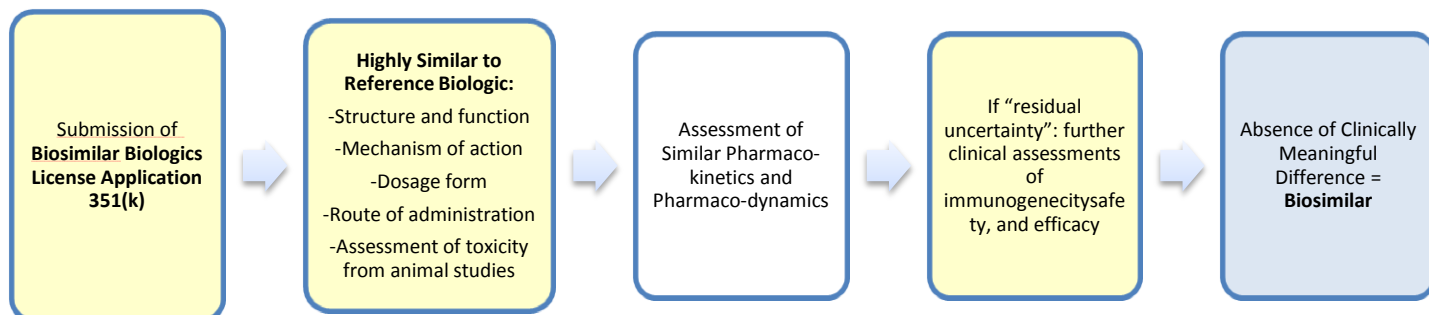 Submission of
Biosimilar Biologics
License Application
351(k)
Highly Similar to
Reference Biologic:
-Structure and function
-Mechanism of action
-Dosage form
-Route of administration
-Assessment of toxicity
from animal studies
Assessment of
Similar Pharmaco-
kinetics and
Pharmaco-dynamics
If “residual
uncertainty”: further
clinical assessments
of
immunogenecitysafe
ty, and efficacy
Absence of Clinically
Meaningful
Difference =
Biosimilar